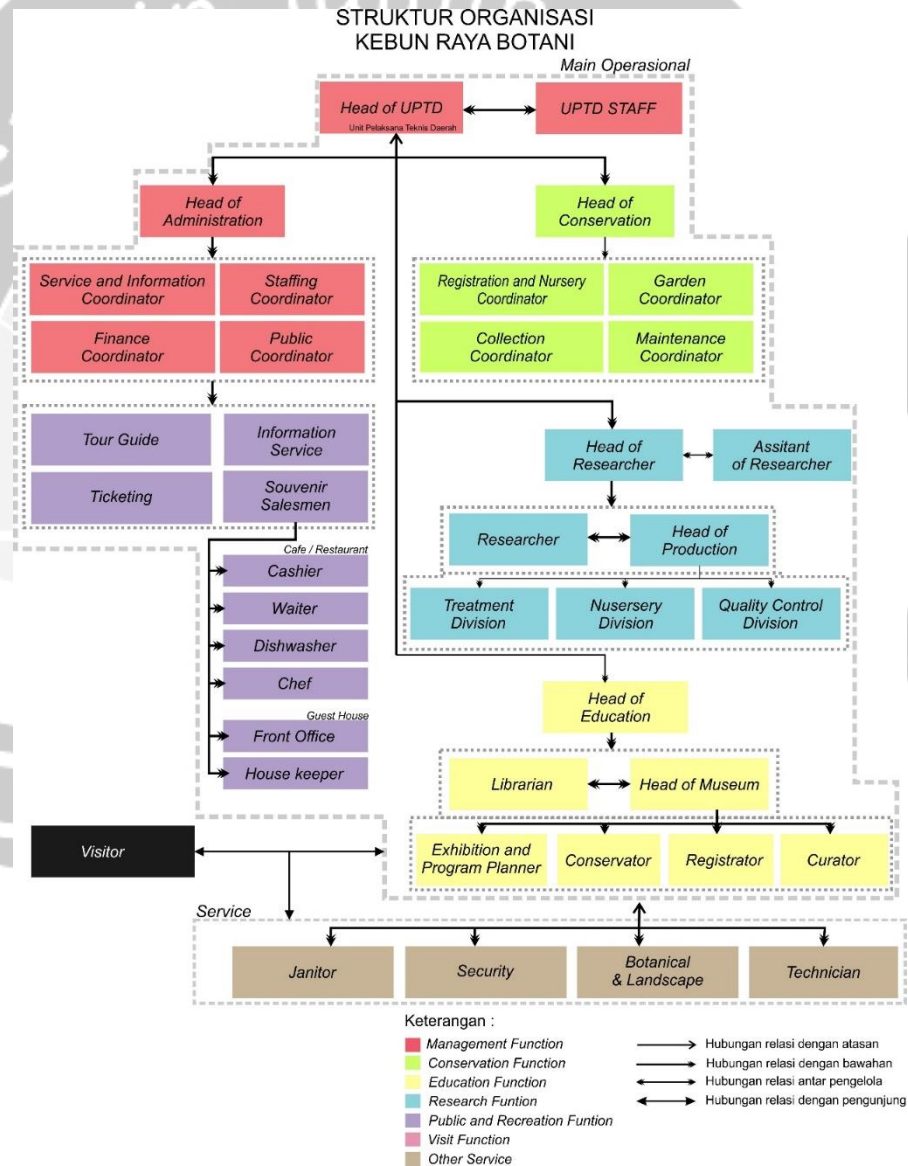 STRUKTUR ORGANISASI
KEBUN RAYA BOTANI
Main Operasional
Head of UPTD
Unit Pelaksana Teknis Daerah
UPTD STAFF
Head of
Administration
Head of
Conservation
Service and Information
Coordinator
Staffing
Coordinator
Finance
Coordinator
Public
Coordinator
Registration and Nursery
Coordinator
Garden
Coordinator
Collection
Coordinator
Maintenance
Coordinator
Tour Guide
Information
Service
Ticketing
Souvenir
Salesmen
Head of
Researcher
Assitant
of Researcher
Researcher
Head of
Production
Treatment
Division
Nusersery
Division
Quality Control
Division
Cafe / Restaurant
Cashier
Waiter
Dishwasher
Chef
Guest House
Front Office
House keeper
Head of
Education
Librarian
Head of Museum
Exhibition and
Program Planner
Conservator
Registrator
Curator
Visitor
Service
Janitor
Security
Botanical
& Landscape
Technician
Keterangan :
Management Function
Conservation Function
Education Function
Research Funtion
Public and Recreation Funtion
Visit Function
Other Service
Hubungan relasi dengan atasan
Hubungan relasi dengan bawahan
Hubungan relasi antar pengelola
Hubungan relasi dengan pengunjung